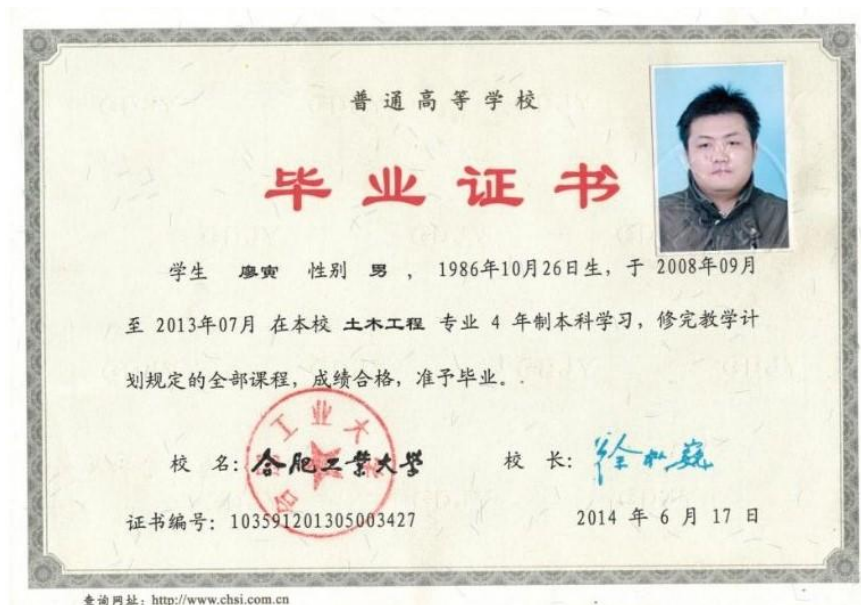 普通高等学校
毕业证书
学生 廖寅 性别 男 ， 1986年10月26日生，于 2008年09月
至 2013年07月 在本校 土木工程 专业 4 年制本科学习，修完教学计
划规定的全部课程，成绩合格，准予毕业。
校 名：合肥工业大学 校 长：徐枞巍
证书编号：103591201305003427 2014 年 6 月 17 日
查询网址：http://www.chsi.com.cn